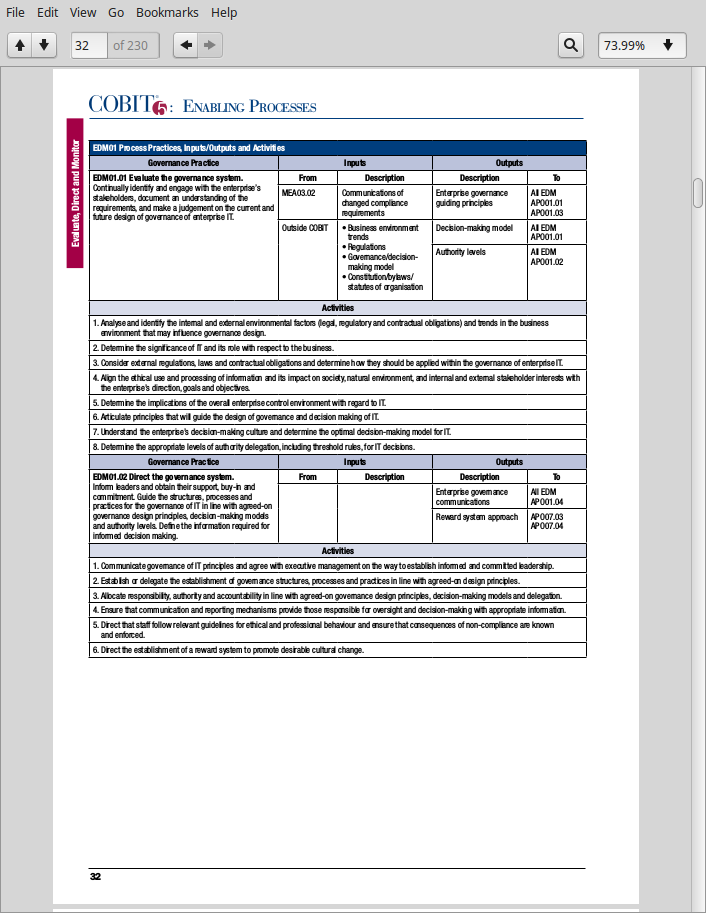 File Edit View Go Bookmarks Help
32 of 230
73.99%
COBIT® 5: Enabling Processes
Evaluate, Direct and Monitor
EDM01 Process Practices, Inputs/Outputs and Activities
Governance Practice Inputs Outputs
EDM01.01 Evaluate the governance system.
Continually identify and engage with the enterprise's
stakeholders, document an understanding of the
requirements, and make a judgement on the current and
future design of governance of enterprise IT.
From Description Description To
MEA03.02
Communications of
changed compliance
requirements
Enterprise governance
guiding principles
All EDM
APO01.01
APO01.03
Outside COBIT
• Business environment
trends
• Regulations
• Governance/decision-
making model
• Constitution/bylaws/
statutes of organisation
Decision-making model
All EDM
APO01.01
Authority levels
All EDM
APO01.02
Activities
1. Analyse and identify the internal and external environmental factors (legal, regulatory and contractual obligations) and trends in the business
environment that may influence governance design.
2. Determine the significance of IT and its role with respect to the business.
3. Consider external regulations, laws and contractual obligations and determine how they should be applied within the governance of enterprise IT.
4. Align the ethical use and processing of information and its impact on society, natural environment, and internal and external stakeholder interests with
the enterprise's direction, goals and objectives.
5. Determine the implications of the overall enterprise control environment with regard to IT.
6. Articulate principles that will guide the design of governance and decision making of IT.
7. Understand the enterprise's decision-making culture and determine the optimal decision-making model for IT.
8. Determine the appropriate levels of authority delegation, including threshold rules, for IT decisions.
Governance Practice Inputs Outputs
EDM01.02 Direct the governance system.
Inform leaders and obtain their support, buy-in and
commitment. Guide the structures, processes and
practices for the governance of IT in line with agreed-on
governance design principles, decision-making models
and authority levels. Define the information required for
informed decision making.
From Description Description To
Enterprise governance
communications
All EDM
APO01.04
Reward system approach
APO07.03
APO07.04
Activities
1. Communicate governance of IT principles and agree with executive management on the way to establish informed and committed leadership.
2. Establish or delegate the establishment of governance structures, processes and practices in line with agreed-on design principles.
3. Allocate responsibility, authority and accountability in line with agreed-on governance design principles, decision-making models and delegation.
4. Ensure that communication and reporting mechanisms provide those responsible for oversight and decision-making with appropriate information.
5. Direct that staff follow relevant guidelines for ethical and professional behaviour and ensure that consequences of non-compliance are known
and enforced.
6. Direct the establishment of a reward system to promote desirable cultural change.
32